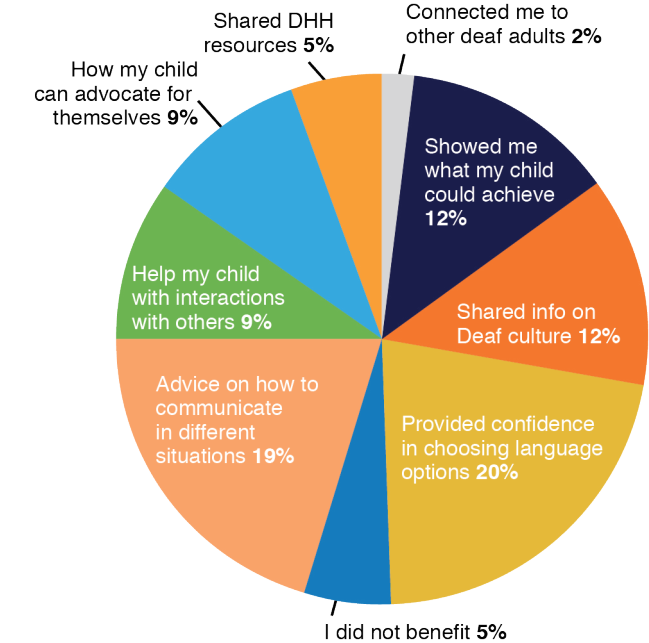 Connected me to
other deaf adults 2%
Shared DHH
resources 5%
How my child
can advocate for
themselves 9%
Showed me
what my child
could achieve
12%
Help my child
with interactions
with others 9%
Shared info on
Deaf culture 12%
Advice on how to
communicate
in different
situations 19%
Provided confidence
in choosing language
options 20%
I did not benefit 5%